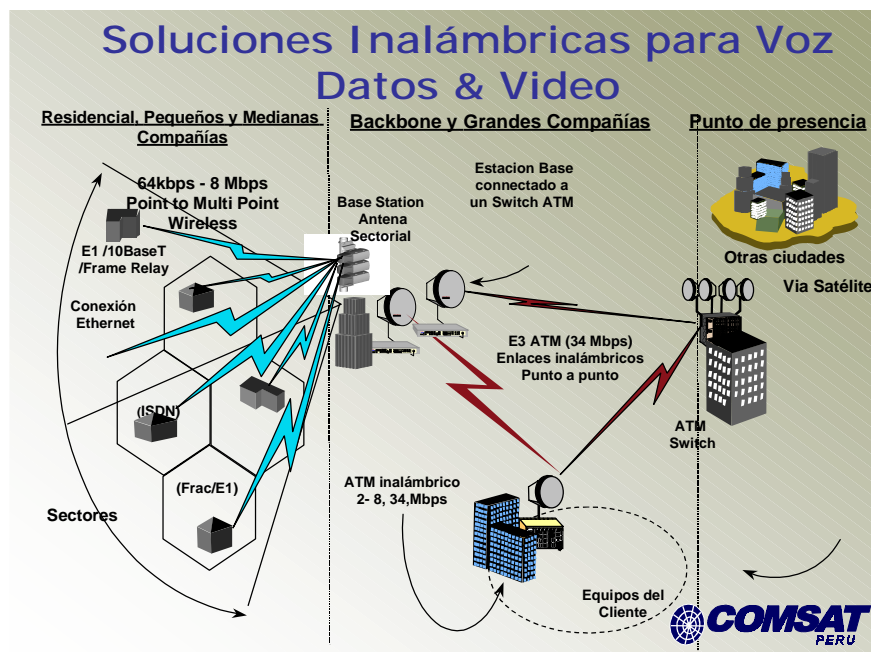 Soluciones Inalámbricas para Voz
Datos & Video
Residencial, Pequeños y Medianas
Compañías
Backbone y Grandes Compañías
Punto de presencia
64kbps - 8 Mbps
Point to Multi Point
Wireless
E1 /10BaseT
/Frame Relay
Conexión
Ethernet
(ISDN)
(Frac/E1)
Sectores
Base Station
Antena
Sectorial
Estacion Base
connectado a
un Switch ATM
E3 ATM (34 Mbps)
Enlaces inalámbricos
Punto a punto
ATM inalámbrico
2- 8, 34,Mbps
Equipos del
Cliente
Otras ciudades
Via Satélite
ATM
Switch
COMSAT
PERU